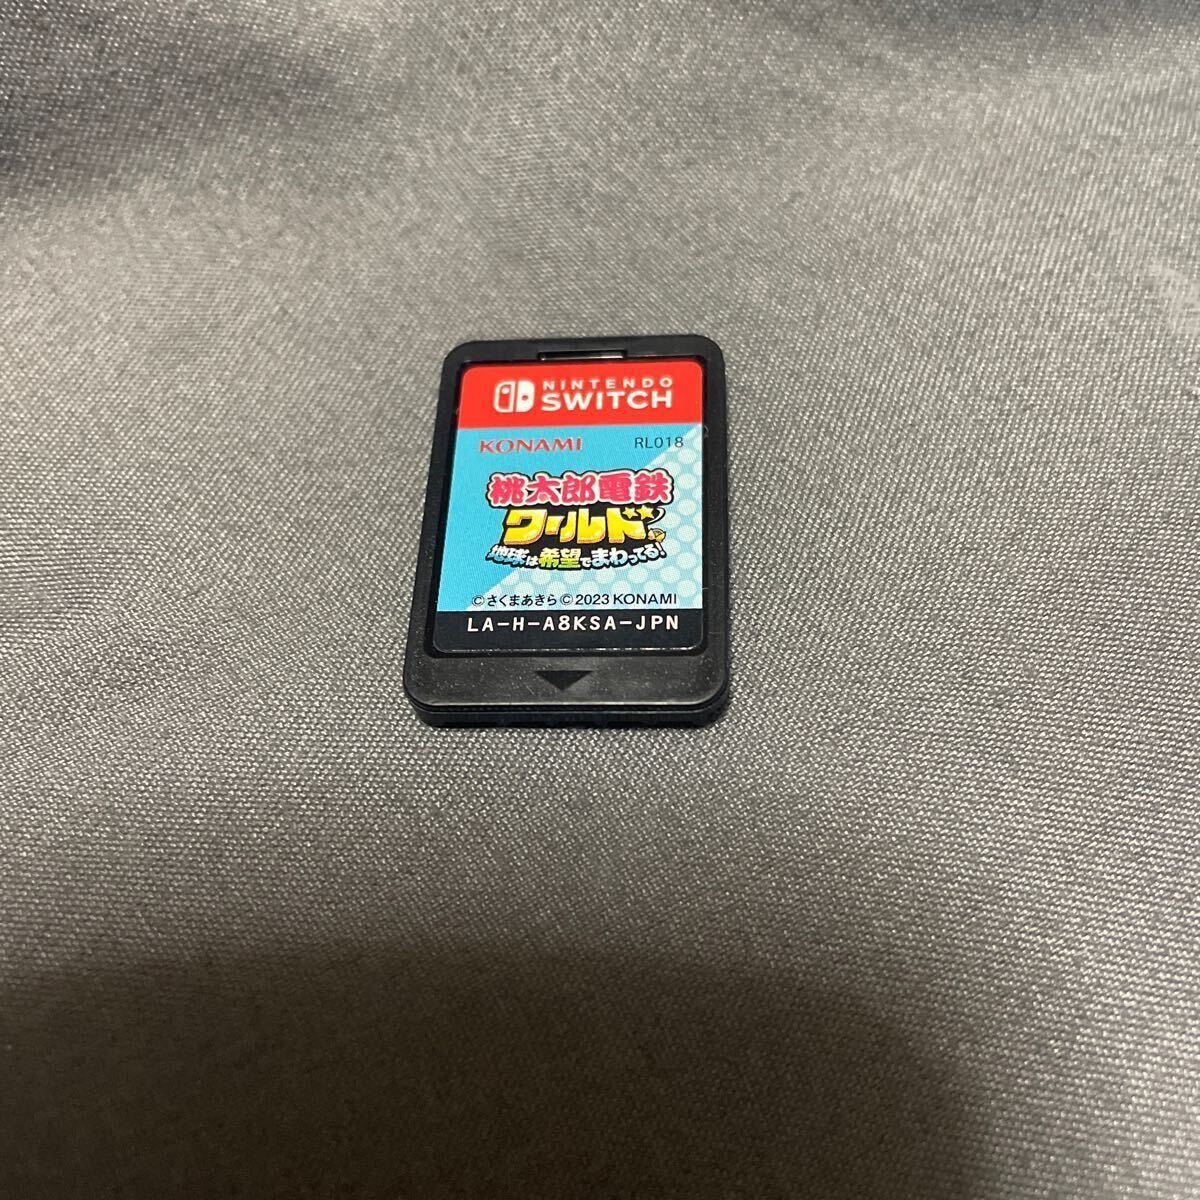 NINTENDO
SWITCH
KONAMI RL018
桃太郎電鉄
ワールド
地球は希望でまわってる!
©さくまあきら ©2023 KONAMI
LA-H-A8KSA-JPN